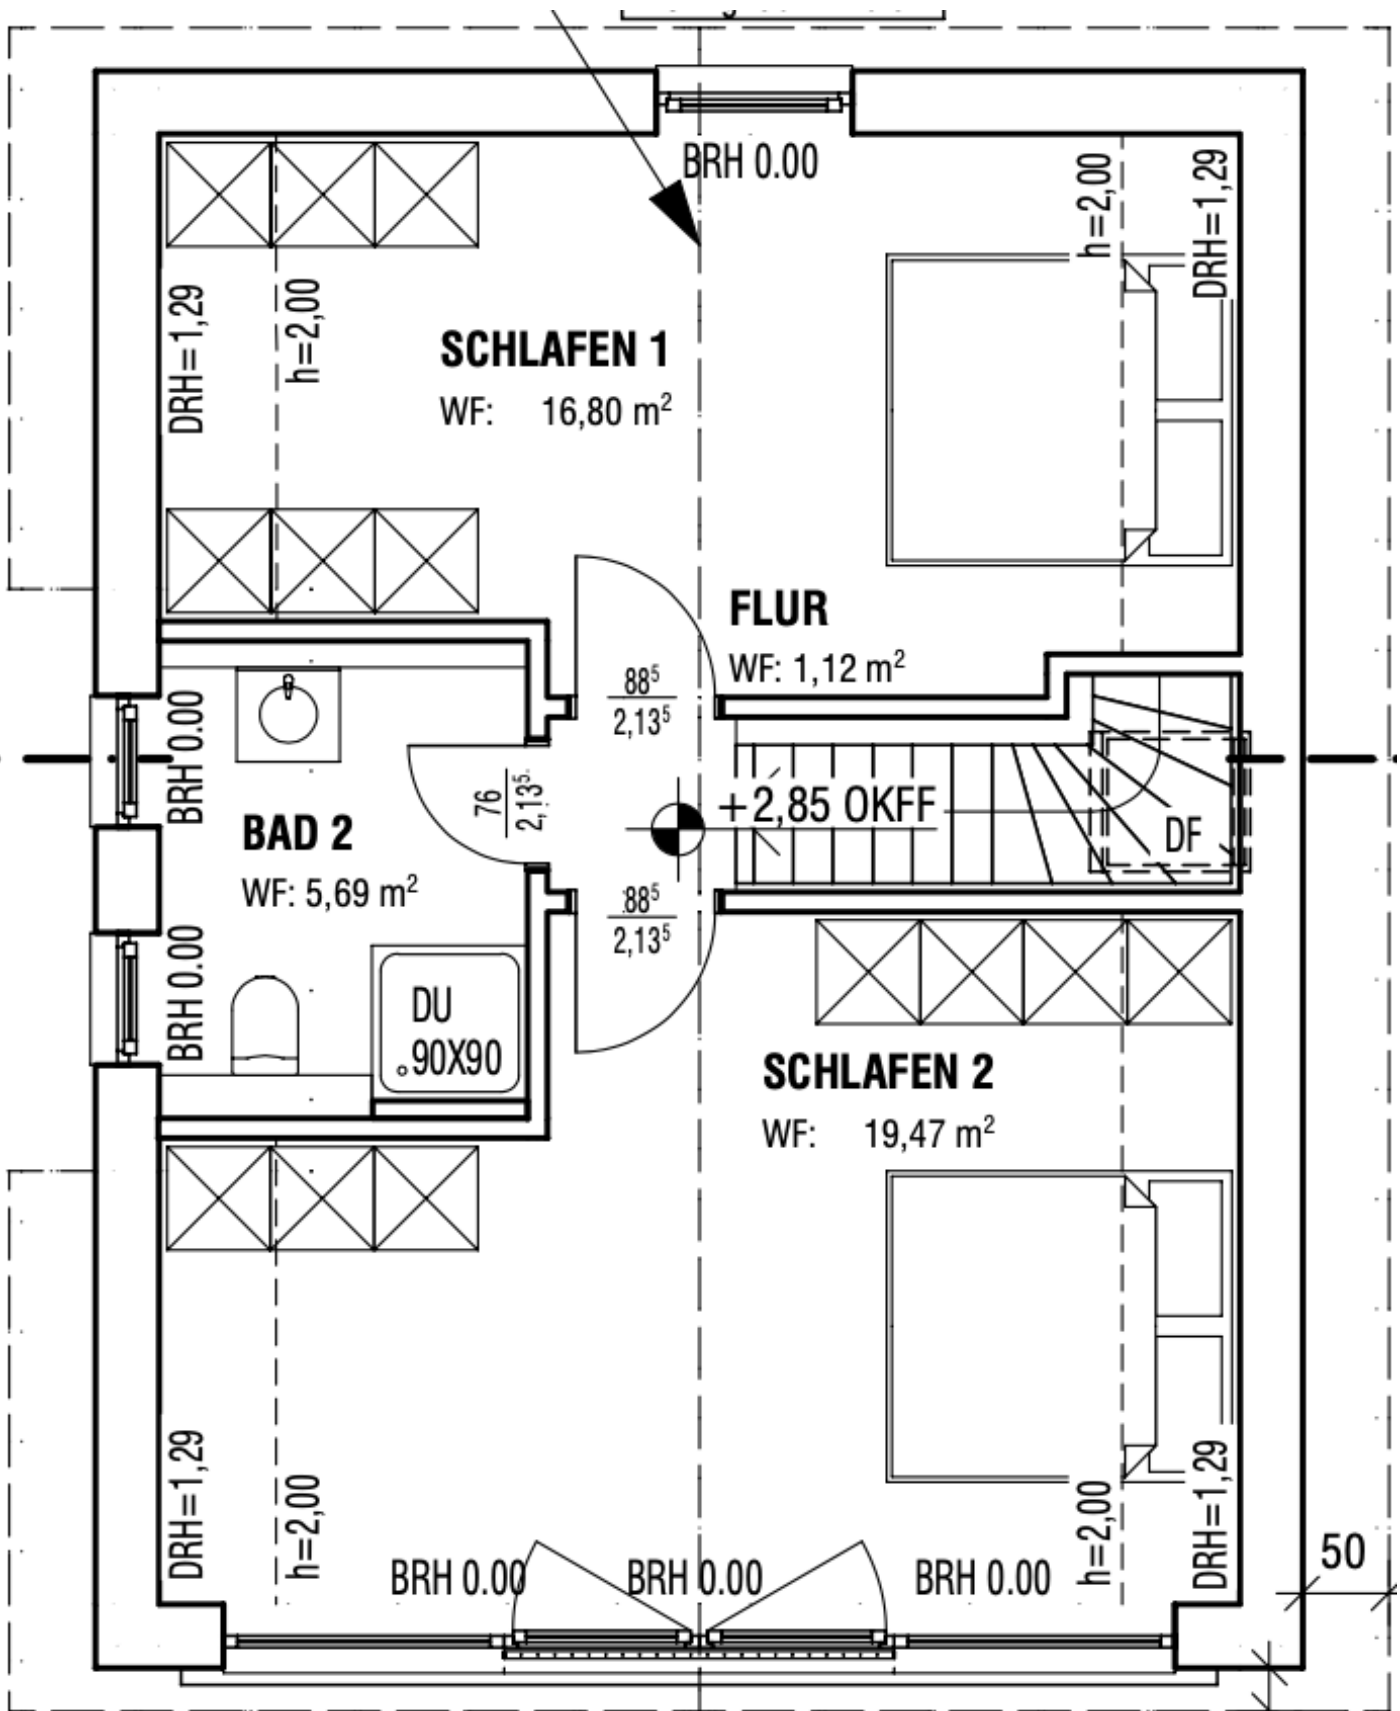 BRH 0.00
h=2,00
DRH=1,29
DRH=1,29
h=2,00
SCHLAFEN 1
WF: 16,80 m²
FLUR
WF: 1,12 m²
88⁵
2,13⁵
BRH 0.00
76
2,13⁵
+2,85 OKFF
DF
BAD 2
WF: 5,69 m²
88⁵
2,13⁵
BRH 0.00
DU
90X90
SCHLAFEN 2
WF: 19,47 m²
DRH=1,29
h=2,00
BRH 0.00
BRH 0.00
BRH 0.00
h=2,00
DRH=1,29
50